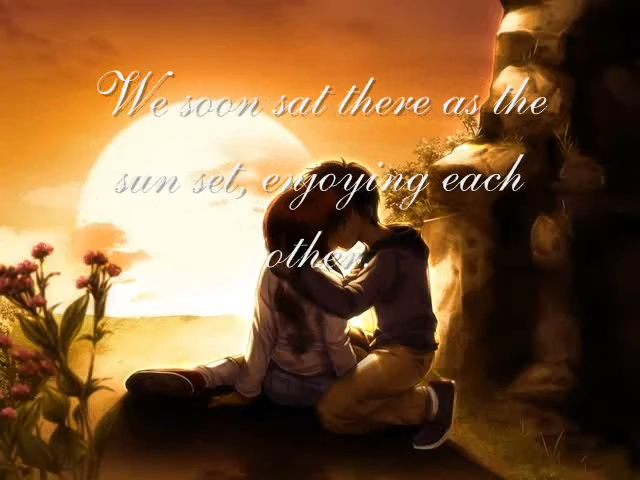 We soon sat there as the
sun set, enjoying each
other